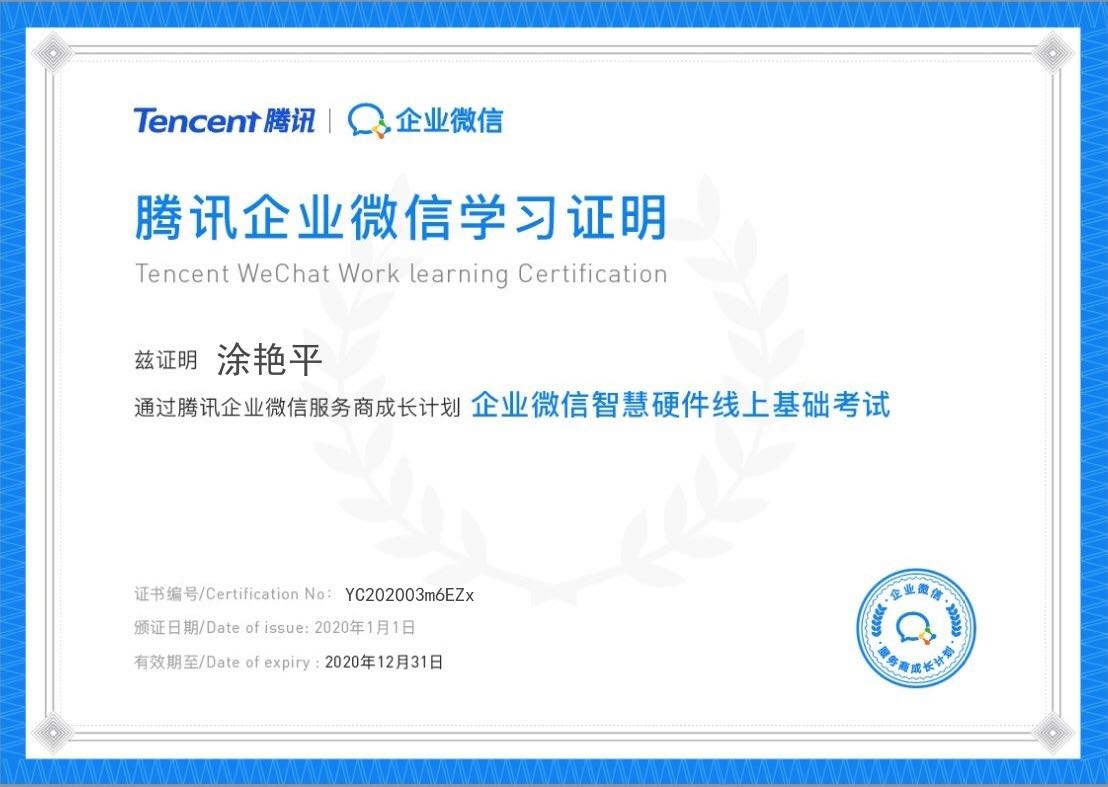 Tencent腾讯 | 企业微信
腾讯企业微信学习证明
Tencent WeChat Work learning Certification
兹证明 涂艳平
通过腾讯企业微信服务商成长计划 企业微信智慧硬件线上基础考试
证书编号/Certification No: YC202003m6EZx
颁证日期/Date of issue: 2020年1月1日
有效期至/Date of expiry : 2020年12月31日
企业微信
服务商成长计划